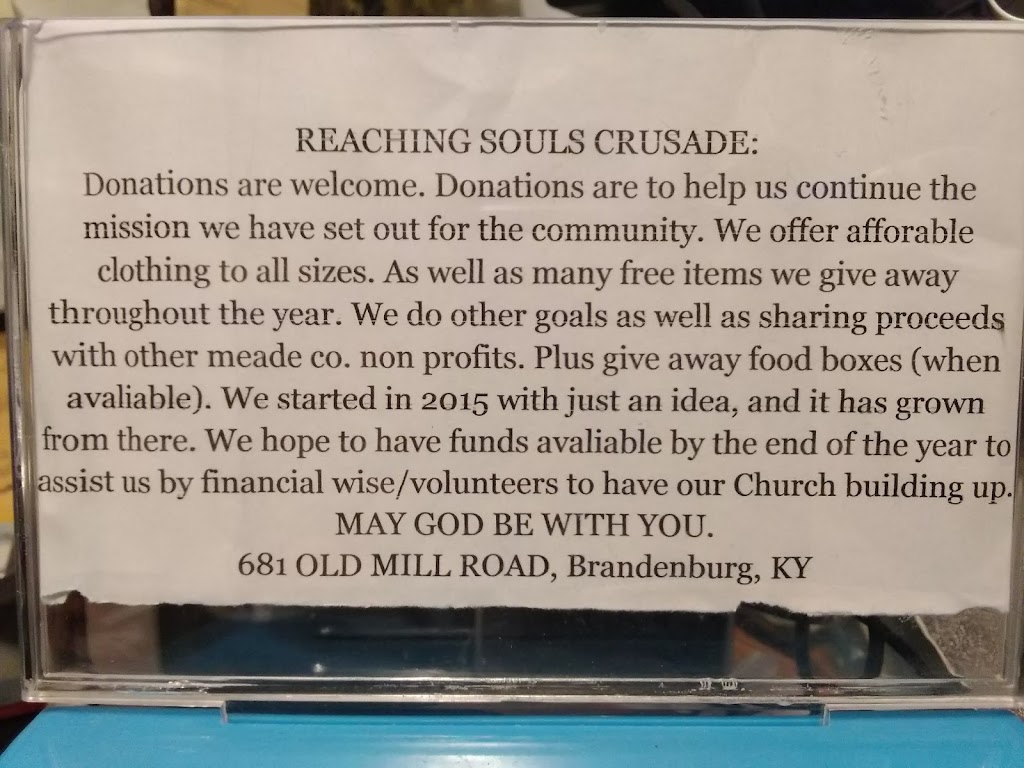 REACHING SOULS CRUSADE:
Donations are welcome. Donations are to help us continue the
mission we have set out for the community. We offer afforable
clothing to all sizes. As well as many free items we give away
throughout the year. We do other goals as well as sharing proceeds
with other meade co. non profits. Plus give away food boxes (when
avaliable). We started in 2015 with just an idea, and it has grown
from there. We hope to have funds avaliable by the end of the year to
assist us by financial wise/volunteers to have our Church building up.
MAY GOD BE WITH YOU.
681 OLD MILL ROAD, Brandenburg, KY